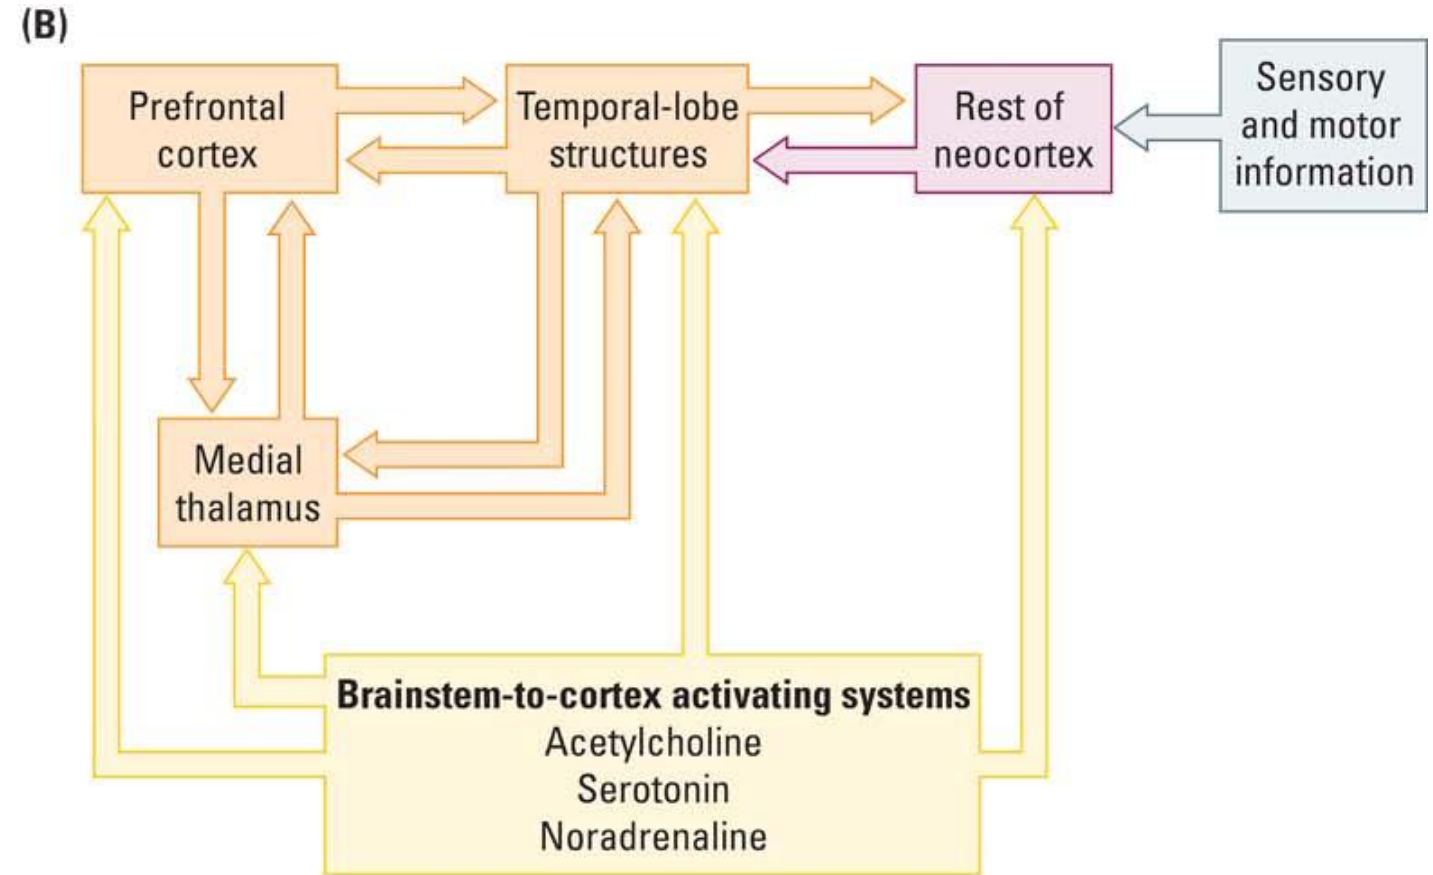 (B)
Prefrontal
cortex
Temporal-lobe
structures
Rest of
neocortex
Sensory
and motor
information
Medial
thalamus
Brainstem-to-cortex activating systems
Acetylcholine
Serotonin
Noradrenaline